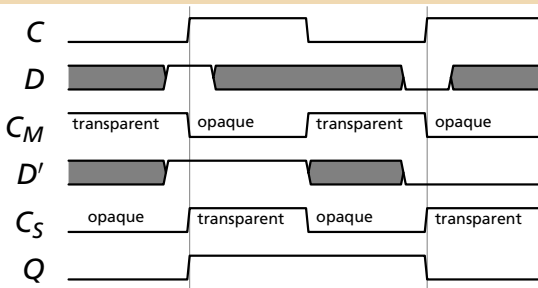 C
D
C_M transparent opaque transparent opaque
D′
C_S opaque transparent opaque transparent
Q